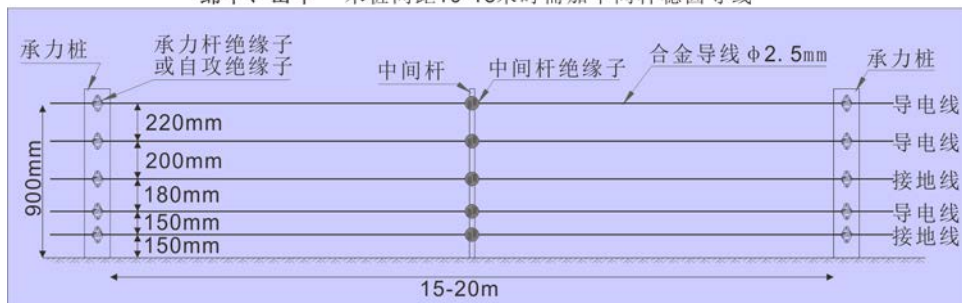 承力桩
承力杆绝缘子
或自攻绝缘子
中间杆
中间杆绝缘子
合金导线φ2.5mm
承力桩
导电线
220mm
导电线
200mm
900mm
接地线
180mm
导电线
150mm
接地线
150mm
15-20m